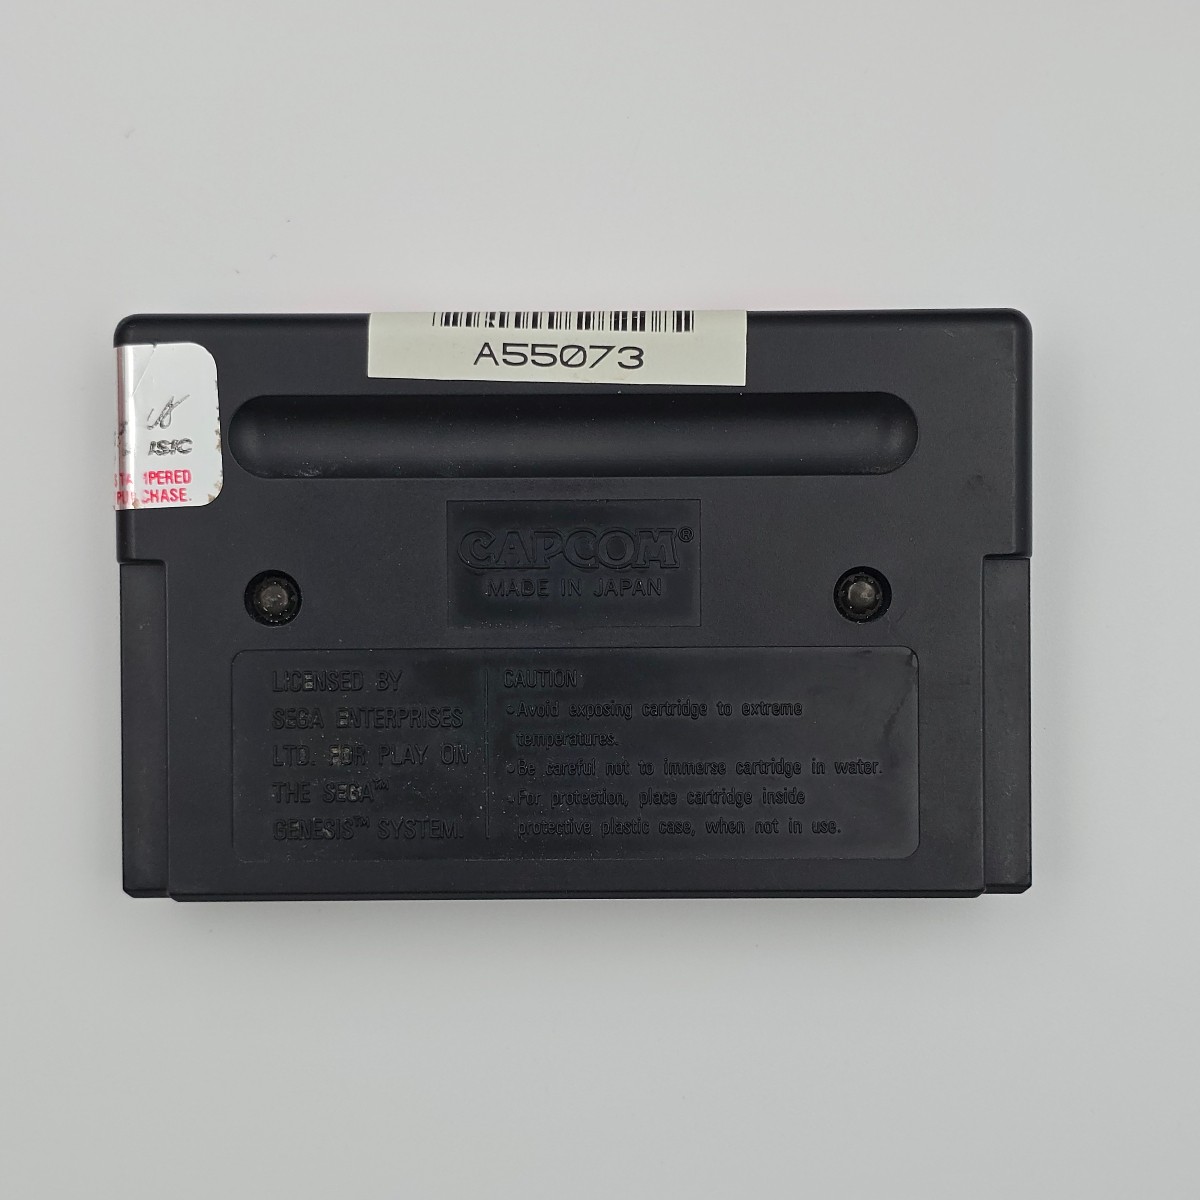 A55073
ISIC
MPERED
CHASE.
CAPCOM®
MADE IN JAPAN
LICENSED BY
SEGA ENTERPRISES
LTD. FOR PLAY ON
THE SEGA™
GENESIS™ SYSTEM.
CAUTION
•Avoid exposing cartridge to extreme
temperatures.
•Be careful not to immerse cartridge in water.
•For protection, place cartridge inside
protective plastic case, when not in use.